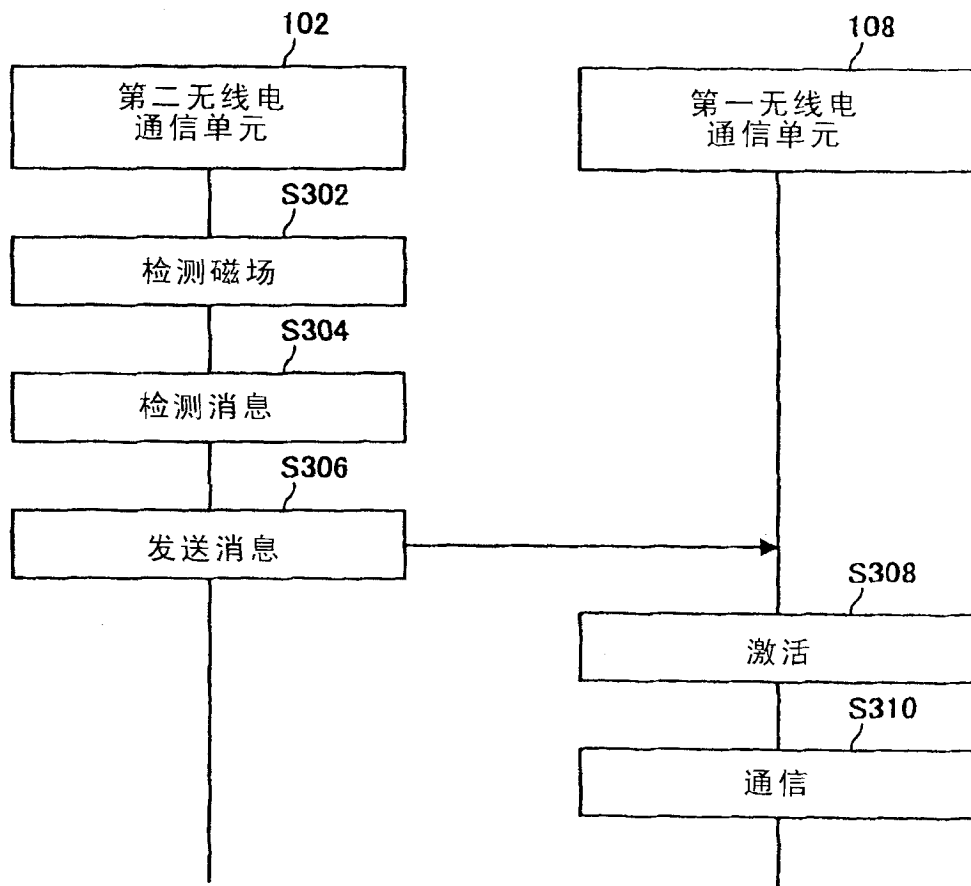 102
第二无线电
通信单元
108
第一无线电
通信单元
S302
检测磁场
S304
检测消息
S306
发送消息
S308
激活
S310
通信